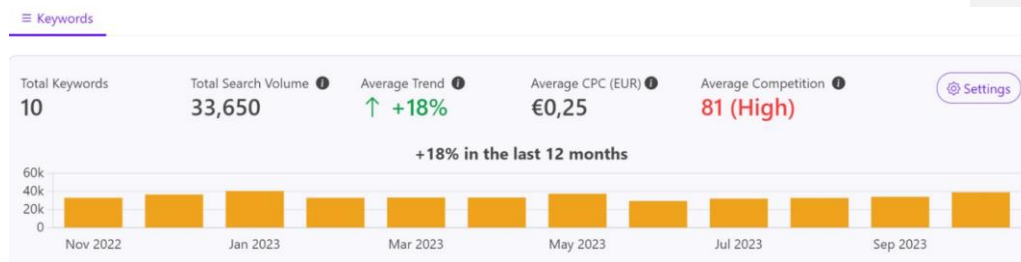 Keywords
Total Keywords
10
Total Search Volume
33,650
Average Trend
↑ +18%
Average CPC (EUR)
€0,25
Average Competition
81 (High)
Settings
+18% in the last 12 months
60k
40k
20k
0
Nov 2022 Jan 2023 Mar 2023 May 2023 Jul 2023 Sep 2023